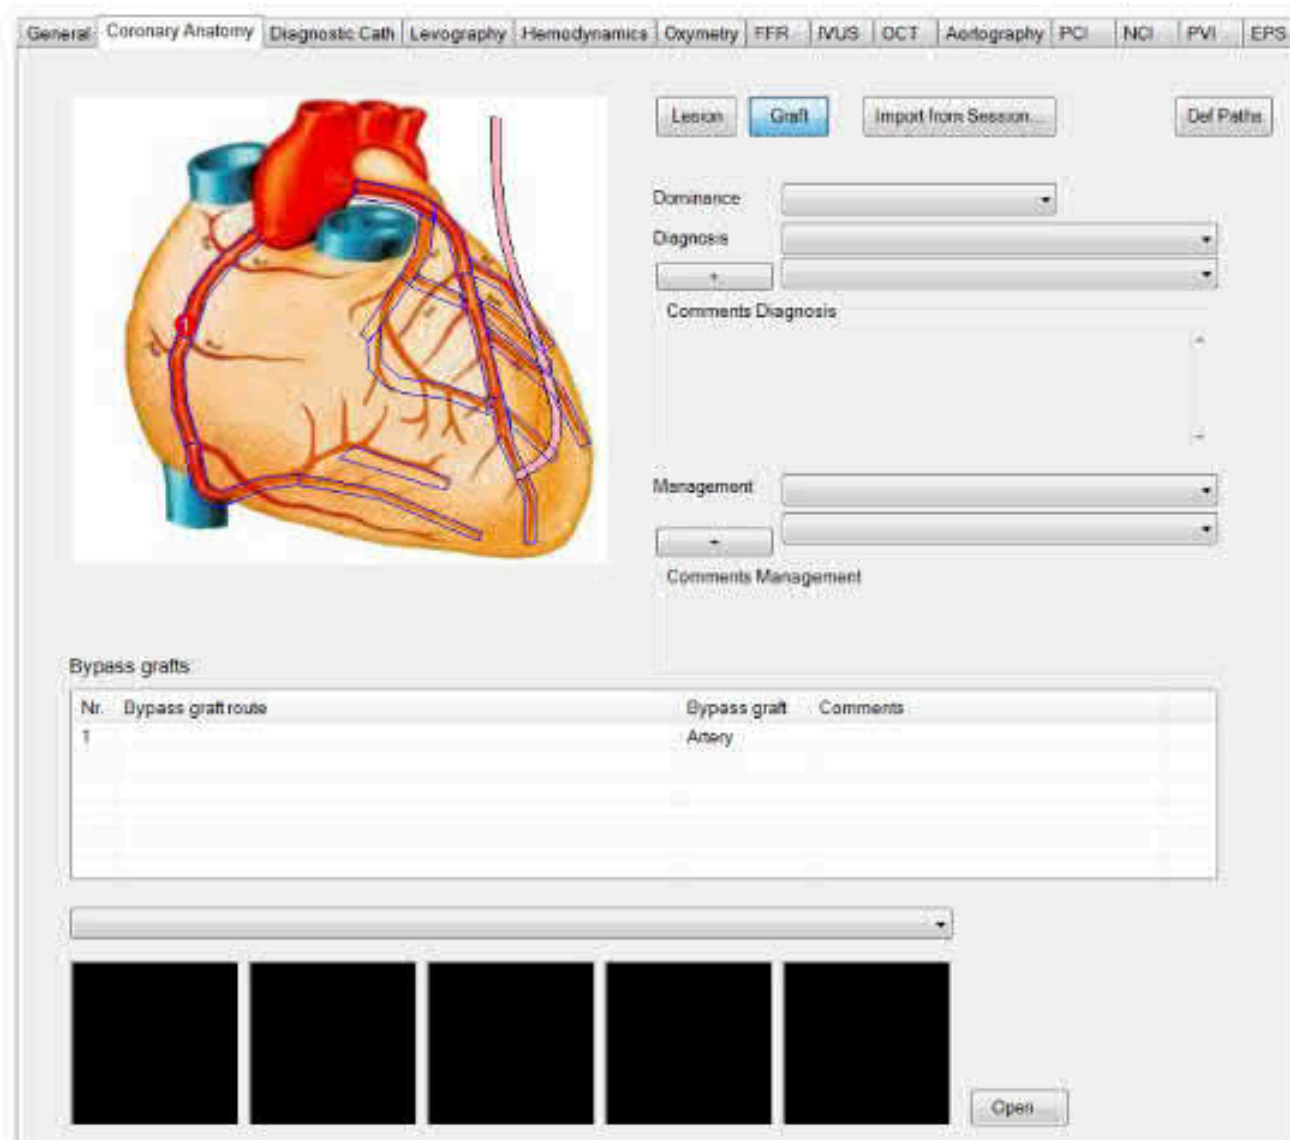 General Coronary Anatomy Diagnostic Cath Levography Hemodynamics Oxymetry FFR IVUS OCT Aortography PCI NCI PVI EPS
Lesion Graft Import from Session... Def Paths
Dominance
Diagnosis
+
Comments Diagnosis
1
Management
+
Comments Management
Bypass grafts
Nr. Bypass graft route Bypass graft Comments
1 Artery
Open